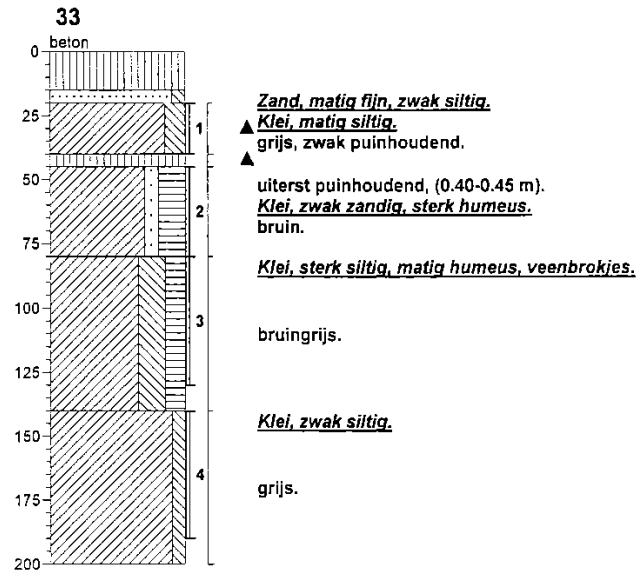 33
beton
0
Zand, matig fijn, zwak siltig.
25
1
Klei, matig siltig.
grijs, zwak puinhoudend.
50
uiterst puinhoudend, (0.40-0.45 m).
2
Klei, zwak zandig, sterk humeus.
bruin.
75
Klei, sterk siltig, matig humeus, veenbrokjes.
100
3
bruingrijs.
125
150
Klei, zwak siltig.
4
175
grijs.
200